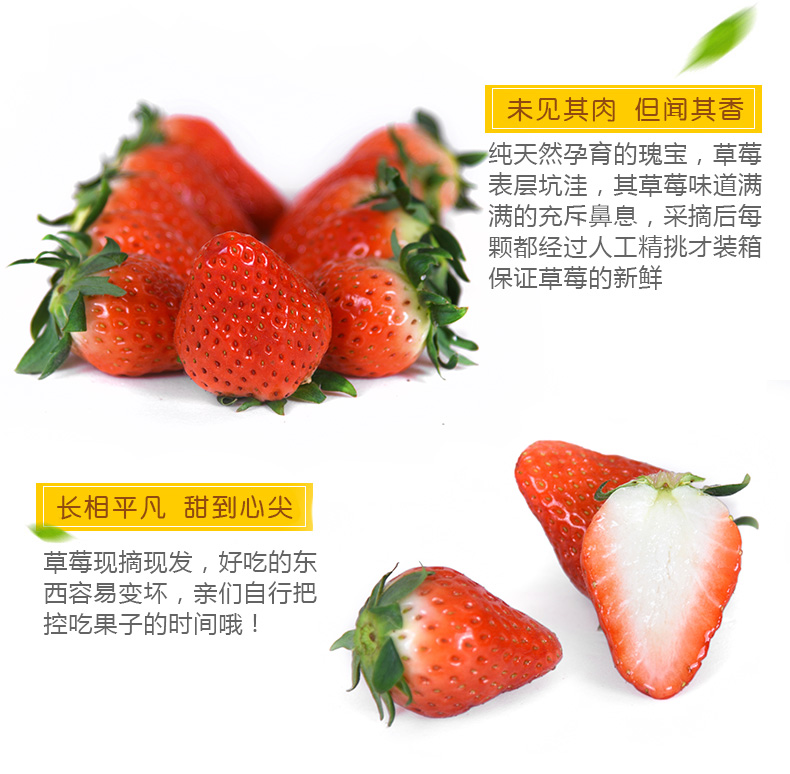 未见其肉 但闻其香
纯天然孕育的瑰宝，草莓
表层坑洼，其草莓味道满
满的充斥鼻息，采摘后每
颗都经过人工精挑才装箱
保证草莓的新鲜
长相平凡 甜到心尖
草莓现摘现发，好吃的东
西容易变坏，亲们自行把
控吃果子的时间哦！